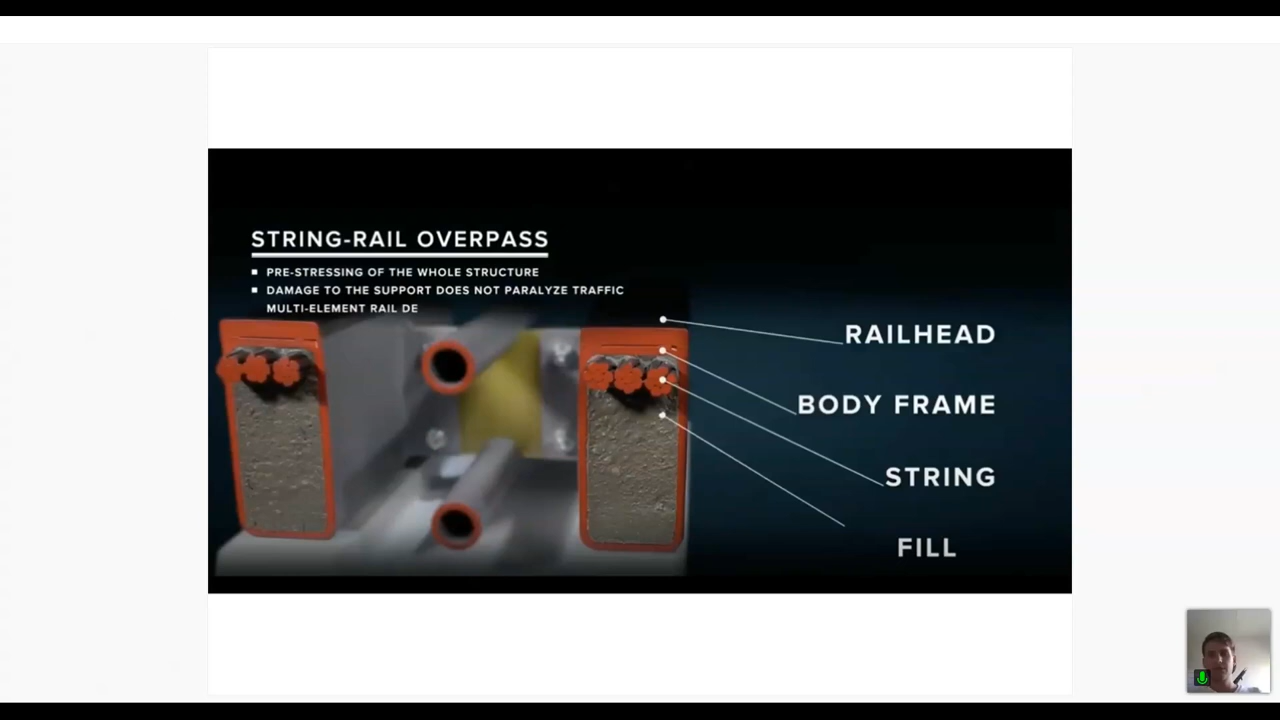 STRING-RAIL OVERPASS
PRE-STRESSING OF THE WHOLE STRUCTURE
DAMAGE TO THE SUPPORT DOES NOT PARALYZE TRAFFIC
MULTI-ELEMENT RAIL DE
RAILHEAD
BODY FRAME
STRING
FILL